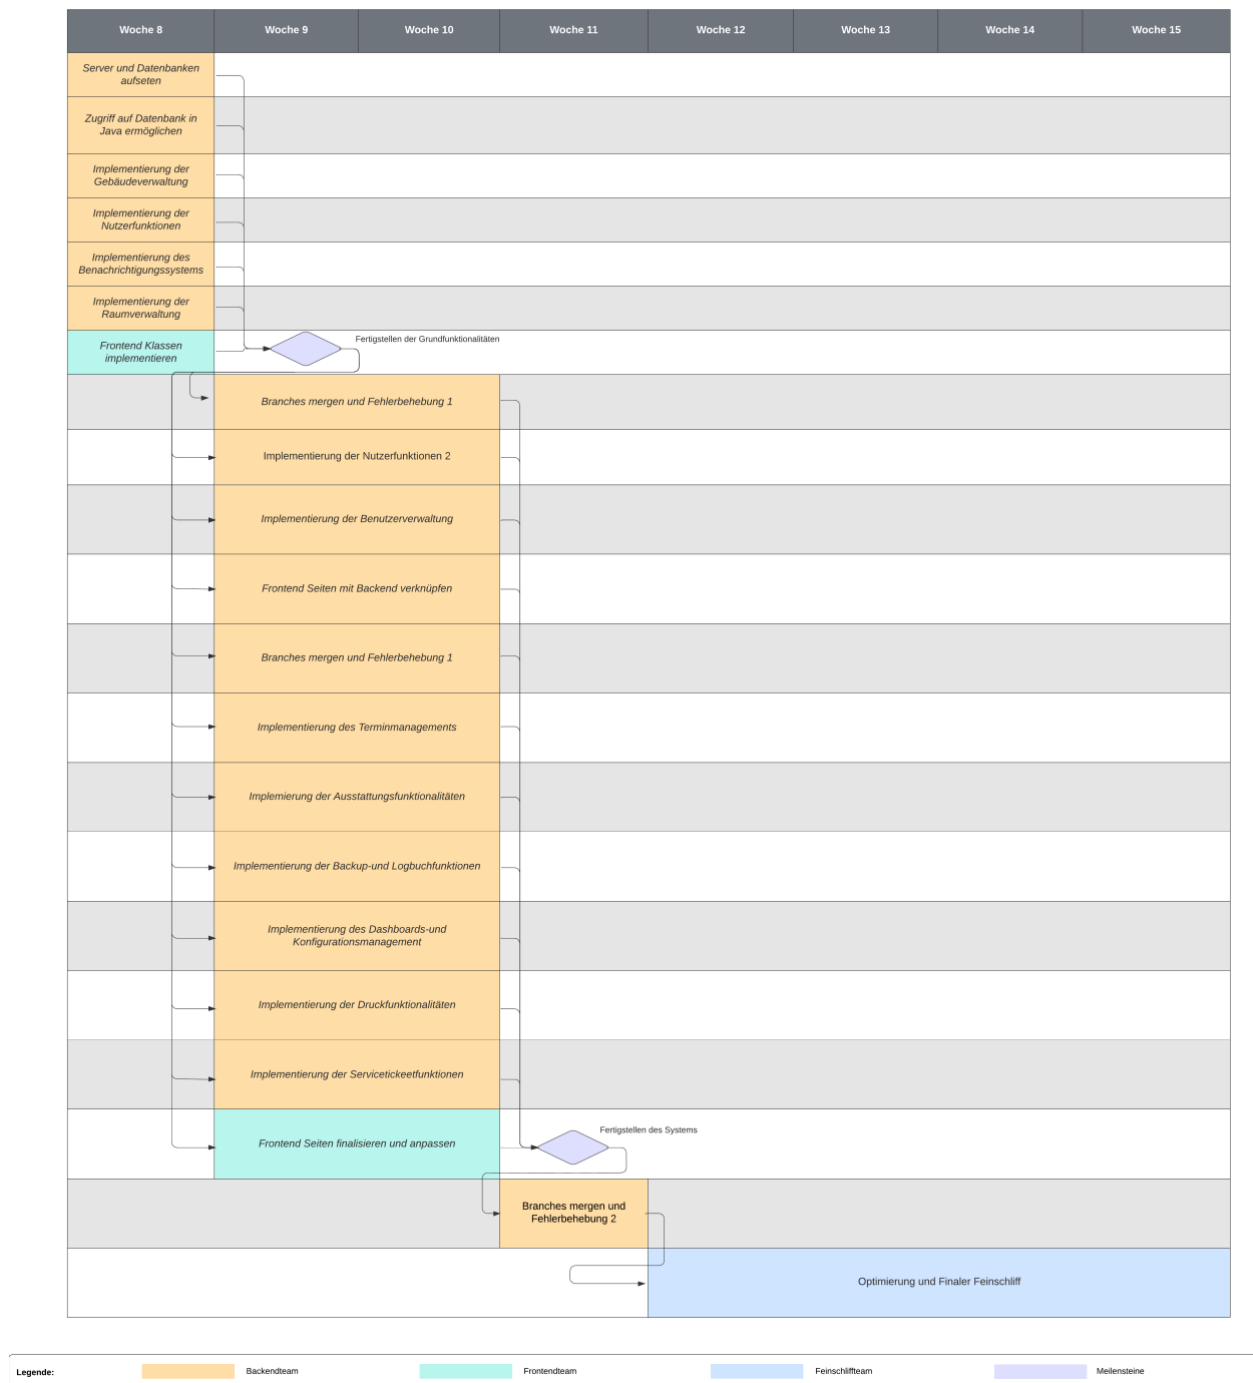 Woche 8 Woche 9 Woche 10 Woche 11 Woche 12 Woche 13 Woche 14 Woche 15
Server und Datenbanken
aufseten
Zugriff auf Datenbank in
Java ermöglichen
Implementierung der
Gebäudeverwaltung
Implementierung der
Nutzerfunktionen
Implementierung des
Benachrichtigungssystems
Implementierung der
Raumverwaltung
Frontend Klassen
implementieren
Fertigstellen der Grundfunktionalitäten
Branches mergen und Fehlerbehebung 1
Implementierung der Nutzerfunktionen 2
Implementierung der Benutzerverwaltung
Frontend Seiten mit Backend verknüpfen
Branches mergen und Fehlerbehebung 1
Implementierung des Terminmanagements
Implemierung der Ausstattungsfunktionalitäten
Implementierung der Backup-und Logbuchfunktionen
Implementierung des Dashboards-und
Konfigurationsmanagement
Implementierung der Druckfunktionalitäten
Implementierung der Servicetickeetfunktionen
Frontend Seiten finalisieren und anpassen
Fertigstellen des Systems
Branches mergen und
Fehlerbehebung 2
Optimierung und Finaler Feinschliff
Legende: Backendteam Frontendteam Feinschliffteam Meilensteine